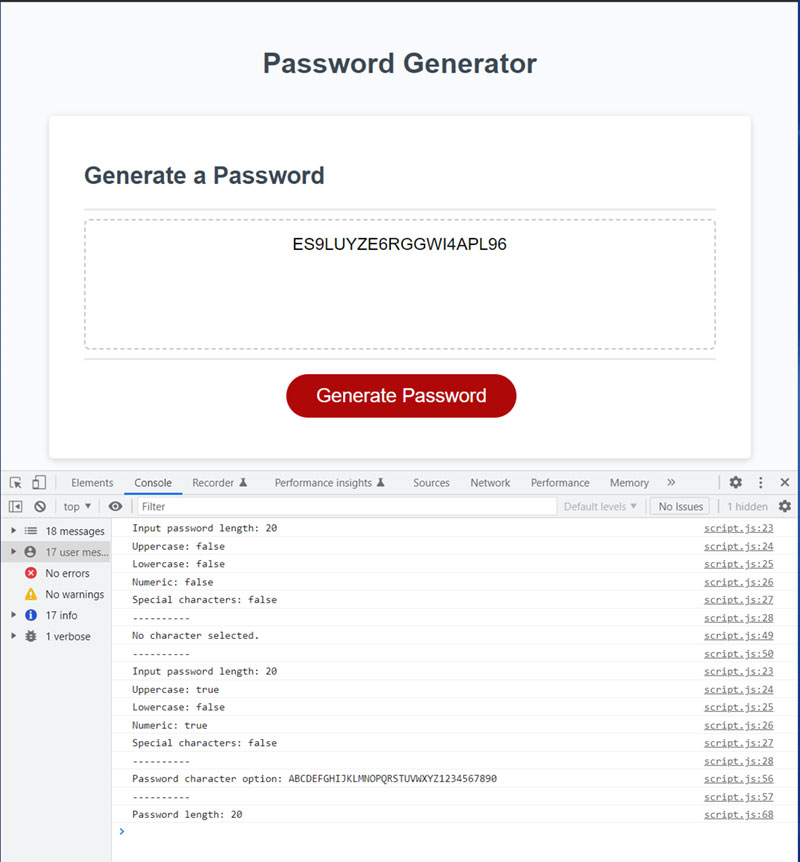 Password Generator
Generate a Password
ES9LUYZE6RGGWI4APL96
Generate Password
Elements Console Recorder Performance insights Sources Network Performance Memory »
top ▼ Filter Default levels ▼ No Issues 1 hidden
18 messages
17 user mes...
No errors
No warnings
17 info
1 verbose
Input password length: 20 script.js:23
Uppercase: false script.js:24
Lowercase: false script.js:25
Numeric: false script.js:26
Special characters: false script.js:27
---------- script.js:28
No character selected. script.js:49
---------- script.js:50
Input password length: 20 script.js:23
Uppercase: true script.js:24
Lowercase: false script.js:25
Numeric: true script.js:26
Special characters: false script.js:27
---------- script.js:28
Password character option: ABCDEFGHIJKLMNOPQRSTUVWXYZ1234567890 script.js:56
---------- script.js:57
Password length: 20 script.js:68
>